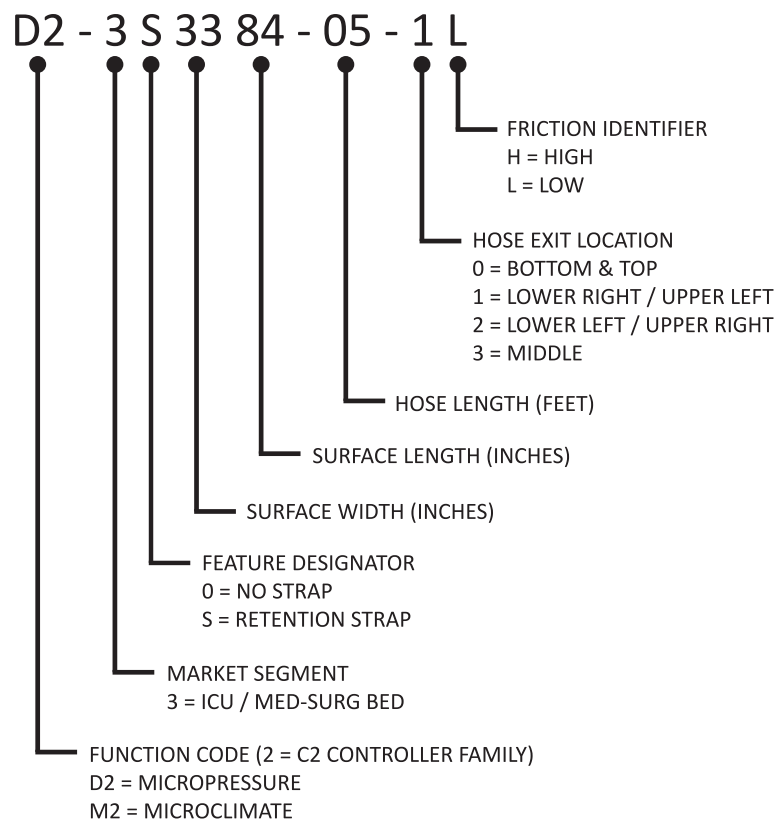 D2 - 3 S 33 84 - 05 - 1 L
FRICTION IDENTIFIER
H = HIGH
L = LOW
HOSE EXIT LOCATION
0 = BOTTOM & TOP
1 = LOWER RIGHT / UPPER LEFT
2 = LOWER LEFT / UPPER RIGHT
3 = MIDDLE
HOSE LENGTH (FEET)
SURFACE LENGTH (INCHES)
SURFACE WIDTH (INCHES)
FEATURE DESIGNATOR
0 = NO STRAP
S = RETENTION STRAP
MARKET SEGMENT
3 = ICU / MED-SURG BED
FUNCTION CODE (2 = C2 CONTROLLER FAMILY)
D2 = MICROPRESSURE
M2 = MICROCLIMATE